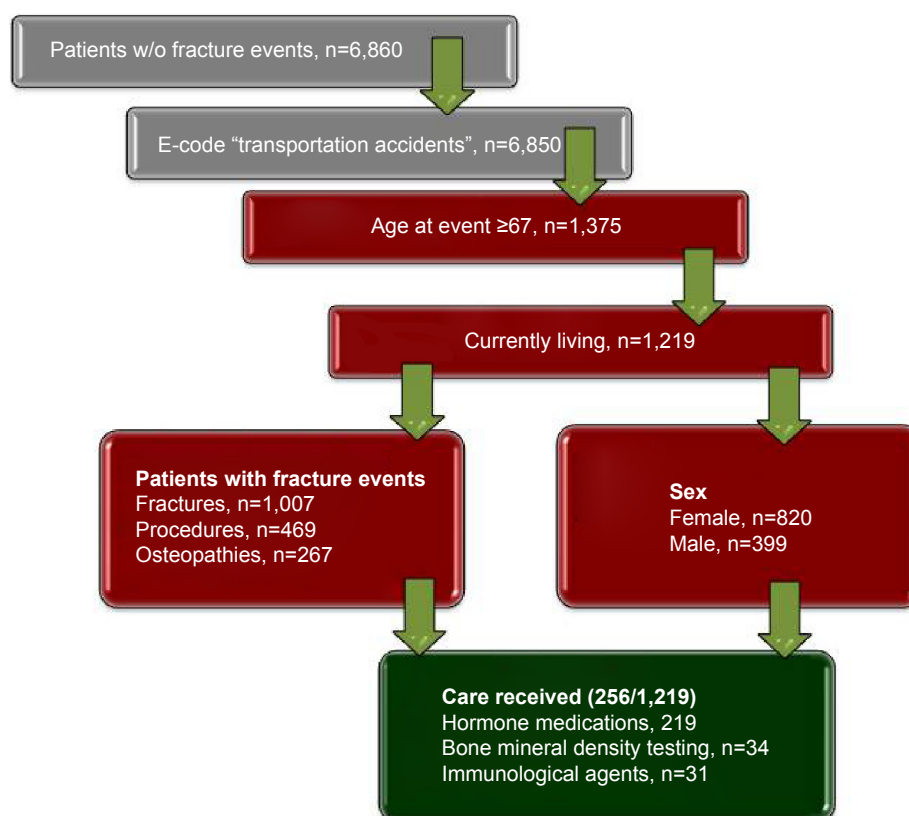 Patients w/o fracture events, n=6,860
E-code “transportation accidents”, n=6,850
Age at event ≥67, n=1,375
Currently living, n=1,219
Patients with fracture events
Fractures, n=1,007
Procedures, n=469
Osteopathies, n=267
Sex
Female, n=820
Male, n=399
Care received (256/1,219)
Hormone medications, 219
Bone mineral density testing, n=34
Immunological agents, n=31